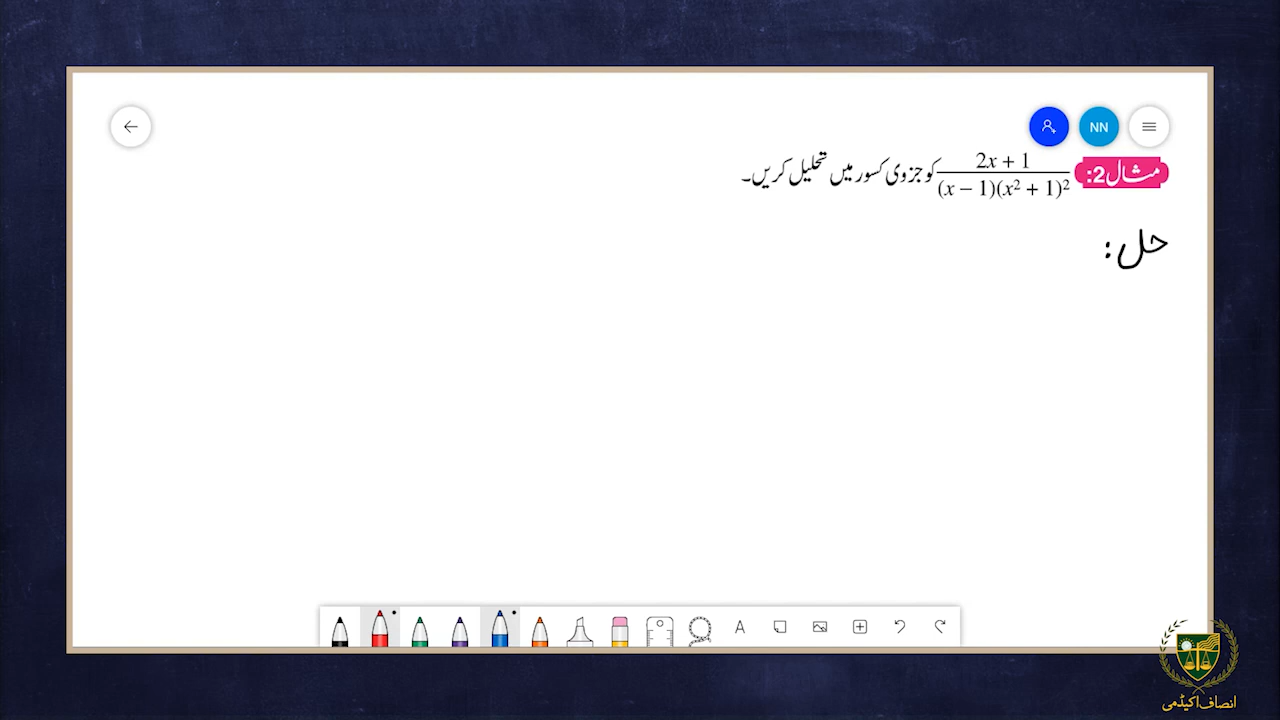 NN
مثال 2: (2x + 1)/((x − 1)(x² + 1)²) کو جزوی کسور میں تحلیل کریں۔
حل:
A
انصاف اکیڈمی